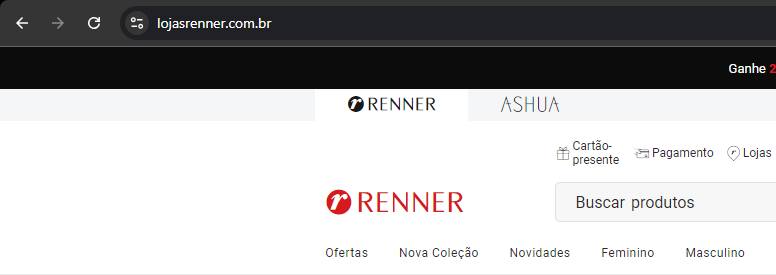 lojasrenner.com.br
Ganhe 2
RENNER ASHUA
Cartão-
presente
Pagamento
Lojas
RENNER
Buscar produtos
Ofertas Nova Coleção Novidades Feminino Masculino